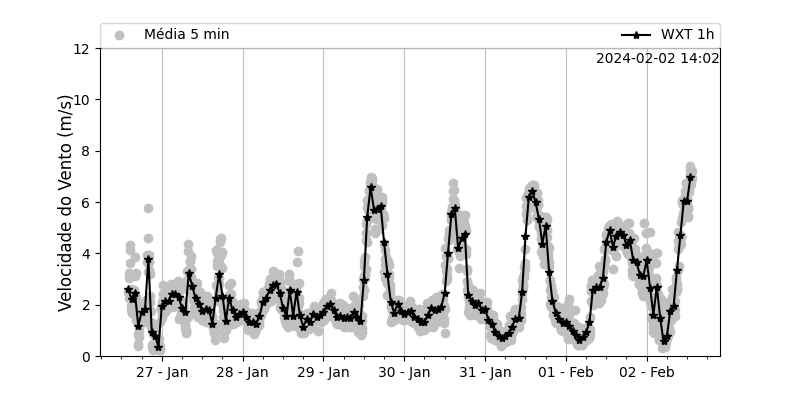 Média 5 min
WXT 1h
2024-02-02 14:02
Velocidade do Vento (m/s)
12
10
8
6
4
2
0
27 - Jan
28 - Jan
29 - Jan
30 - Jan
31 - Jan
01 - Feb
02 - Feb